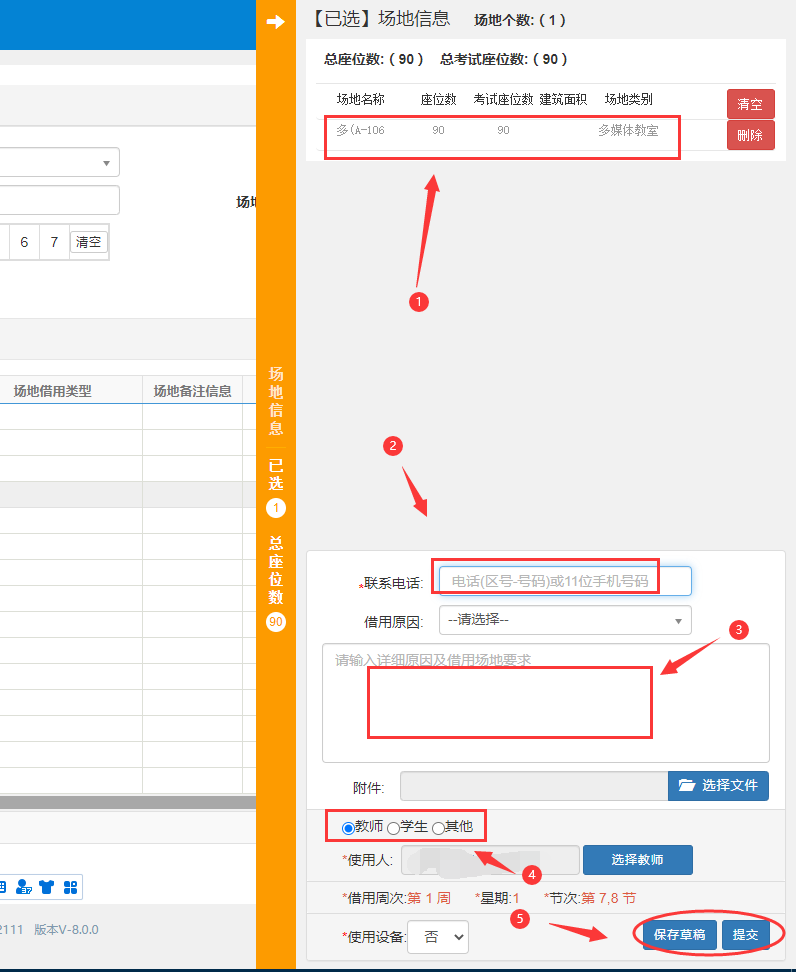 【已选】场地信息 场地个数:（1）
总座位数:（90） 总考试座位数:（90）
场地名称 座位数 考试座位数 建筑面积 场地类别 清空
多(A-106 90 90 多媒体教室 删除
1
场地
6 7 清空
场地借用类型 场地备注信息
场地信息
已选
1
总座位数
90
2
*联系电话: 电话(区号-号码)或11位手机号码
借用原因: --请选择--
3
请输入详细原因及借用场地要求
附件: 选择文件
教师 学生 其他
*使用人: 选择教师
4
*借用周次:第 1 周 *星期:1 *节次:第 7,8 节
5
*使用设备: 否 保存草稿 提交
2111 版本V-8.0.0